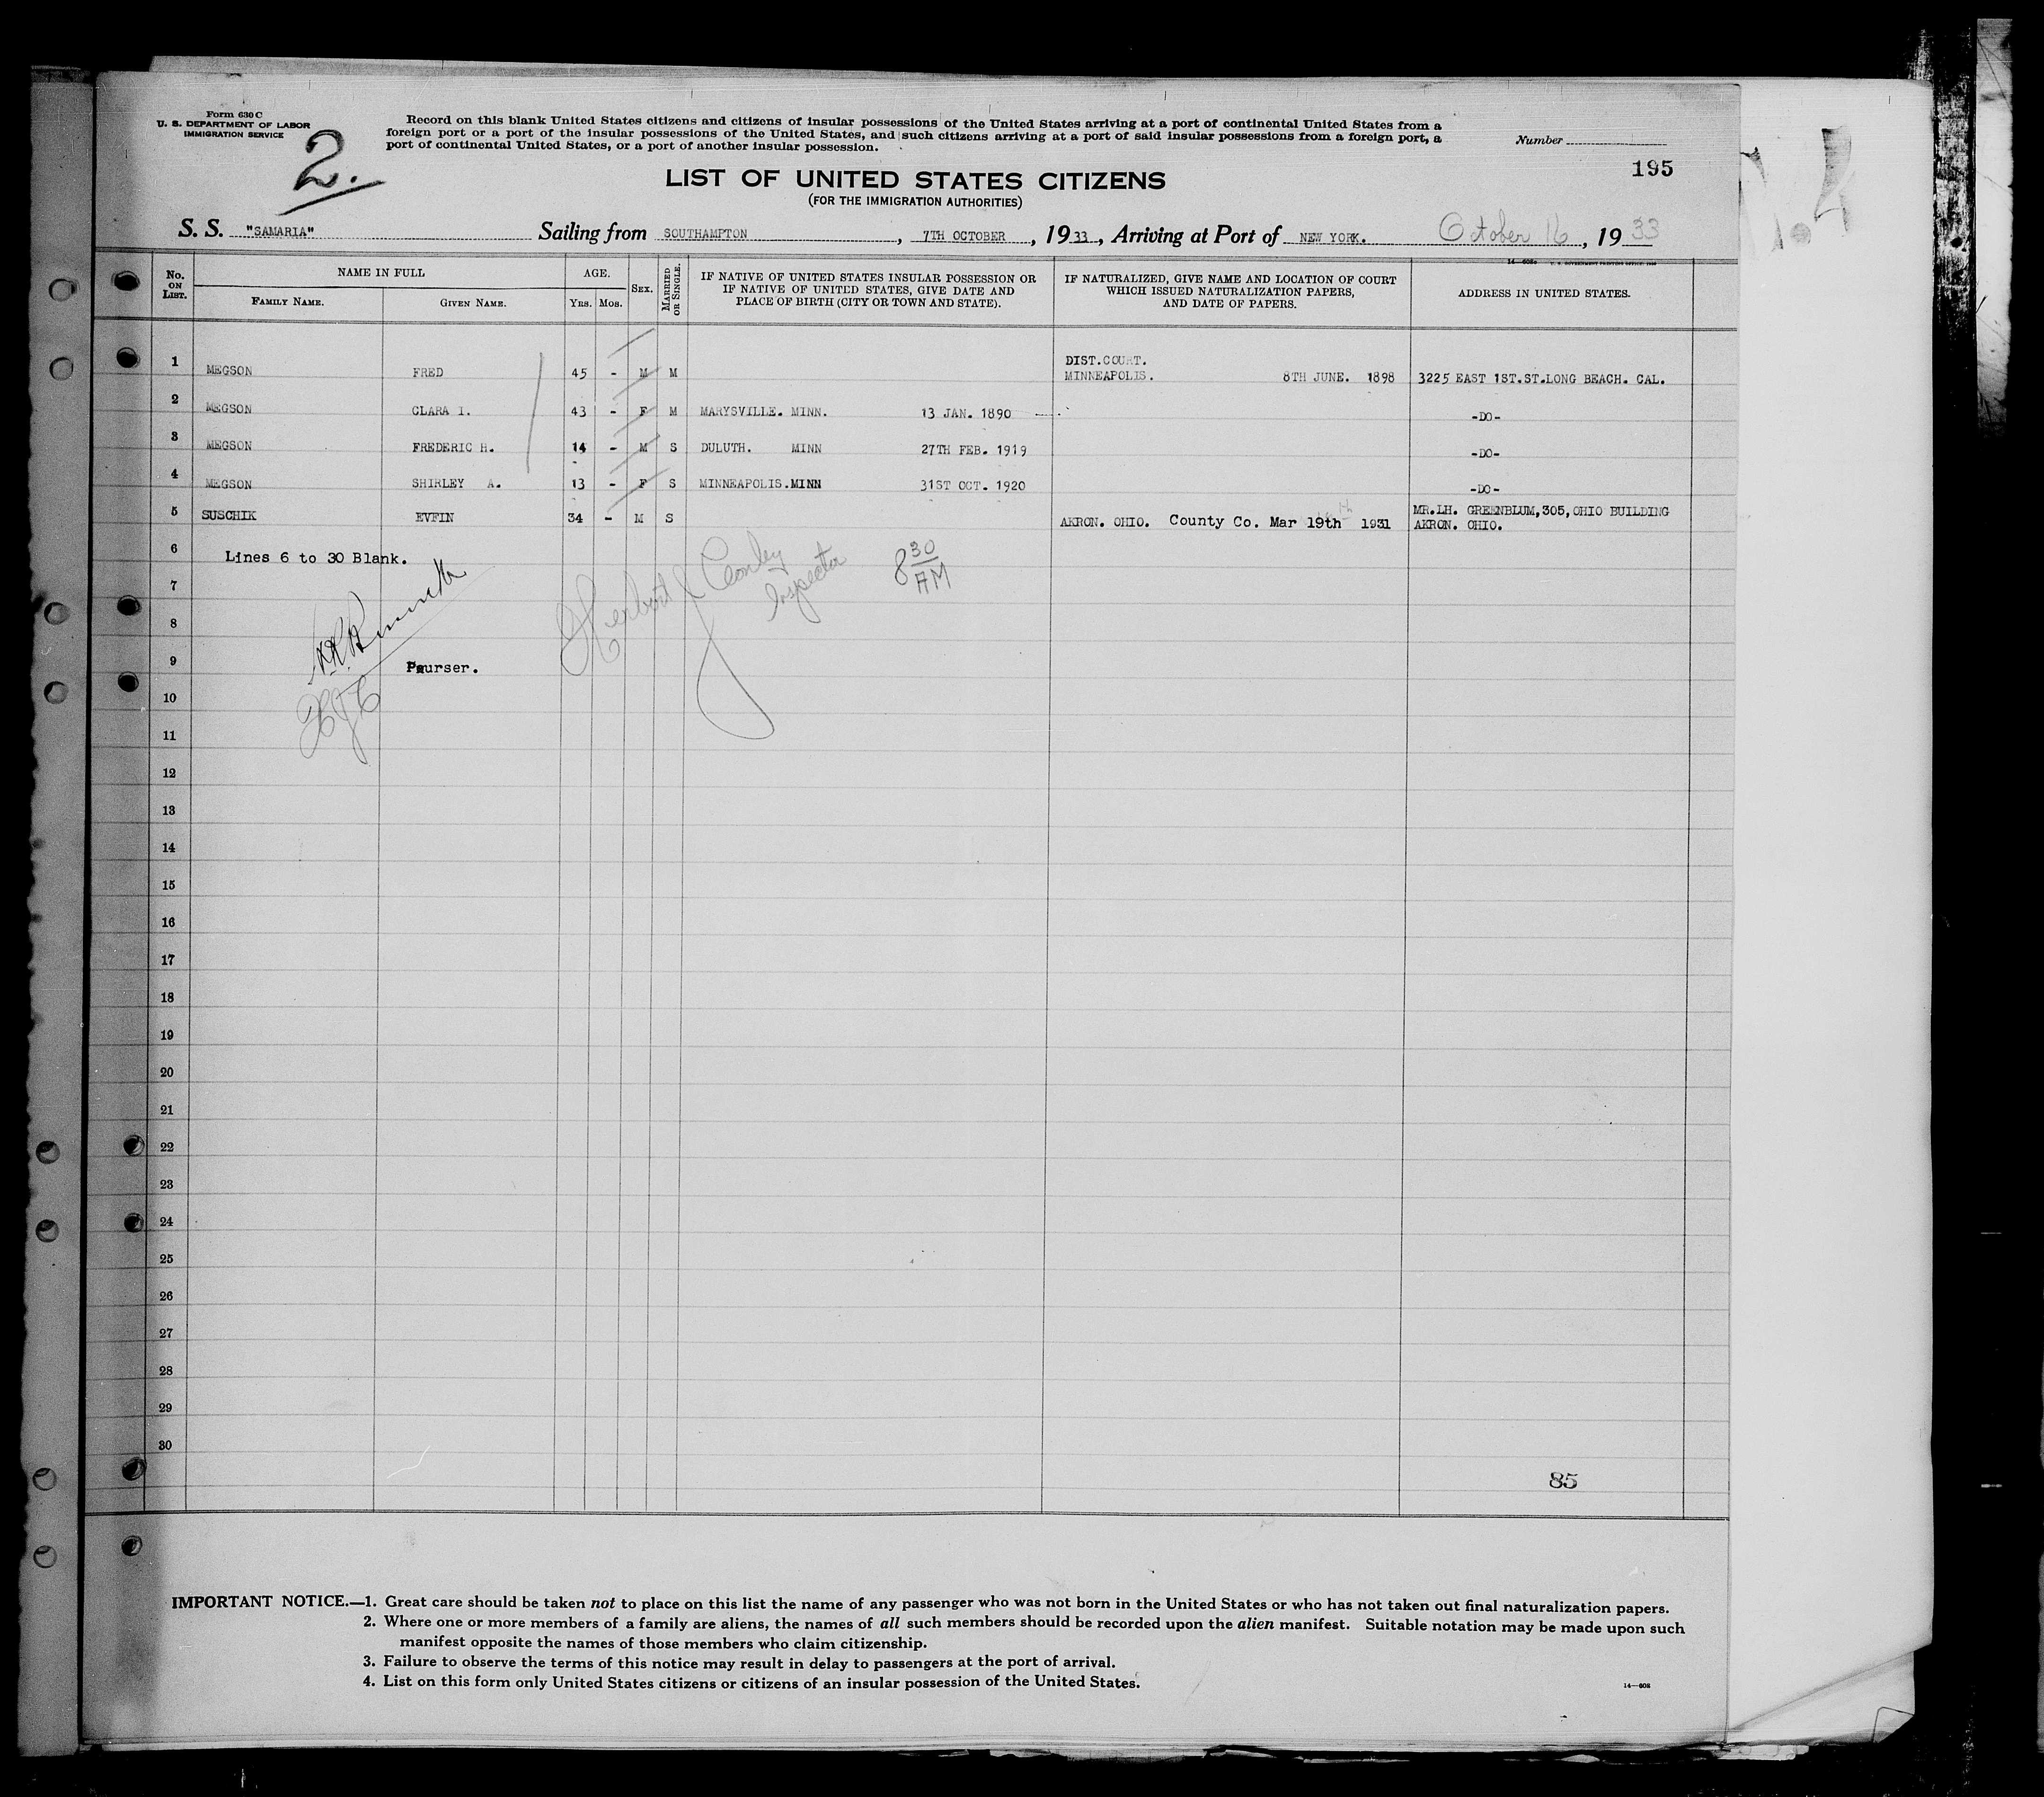 Form 630 C
U. S. DEPARTMENT OF LABOR
IMMIGRATION SERVICE
2.
Record on this blank United States citizens and citizens of insular possessions of the United States arriving at a port of continental United States from a
foreign port or a port of the insular possessions of the United States, and such citizens arriving at a port of said insular possessions from a foreign port, a
port of continental United States, or a port of another insular possession.
Number
195
LIST OF UNITED STATES CITIZENS
(FOR THE IMMIGRATION AUTHORITIES)
S. S. "SAMARIA" Sailing from SOUTHAMPTON , 7TH OCTOBER , 1933 , Arriving at Port of NEW YORK. October 16 , 19 33
No. ON LIST. NAME IN FULL AGE. SEX. MARRIED OR SINGLE. IF NATIVE OF UNITED STATES INSULAR POSSESSION OR IF NATIVE OF UNITED STATES, GIVE DATE AND PLACE OF BIRTH (CITY OR TOWN AND STATE). IF NATURALIZED, GIVE NAME AND LOCATION OF COURT WHICH ISSUED NATURALIZATION PAPERS, AND DATE OF PAPERS. ADDRESS IN UNITED STATES.
FAMILY NAME. GIVEN NAME. YRS. MOS.
DIST.COURT.
1 MEGSON FRED 45 - M M MINNEAPOLIS. 8TH JUNE. 1898 3225 EAST 1ST.ST.LONG BEACH. CAL.
2 MEGSON CLARA I. 43 - F M MARYSVILLE. MINN. 13 JAN. 1890 -DO-
3 MEGSON FREDERIC H. 14 - M S DULUTH. MINN 27TH FEB. 1919 -DO-
4 MEGSON SHIRLEY A. 13 - F S MINNEAPOLIS.MINN 31ST OCT. 1920 -DO-
5 SUSCHIK EVFIN 34 - M S AKRON. OHIO. County Co. Mar 19th 1931 MR.LH. GREENBLUM,305,OHIO BUILDING
AKRON. OHIO.
6 Lines 6 to 30 Blank.
Herbert J Conley
Inspector
8 30 AM
7
8
9 Purser.
HJC
10
11
12
13
14
15
16
17
18
19
20
21
22
23
24
25
26
27
28
29
30
85
IMPORTANT NOTICE.—1. Great care should be taken not to place on this list the name of any passenger who was not born in the United States or who has not taken out final naturalization papers.
2. Where one or more members of a family are aliens, the names of all such members should be recorded upon the alien manifest. Suitable notation may be made upon such
manifest opposite the names of those members who claim citizenship.
3. Failure to observe the terms of this notice may result in delay to passengers at the port of arrival.
4. List on this form only United States citizens or citizens of an insular possession of the United States.
14—608